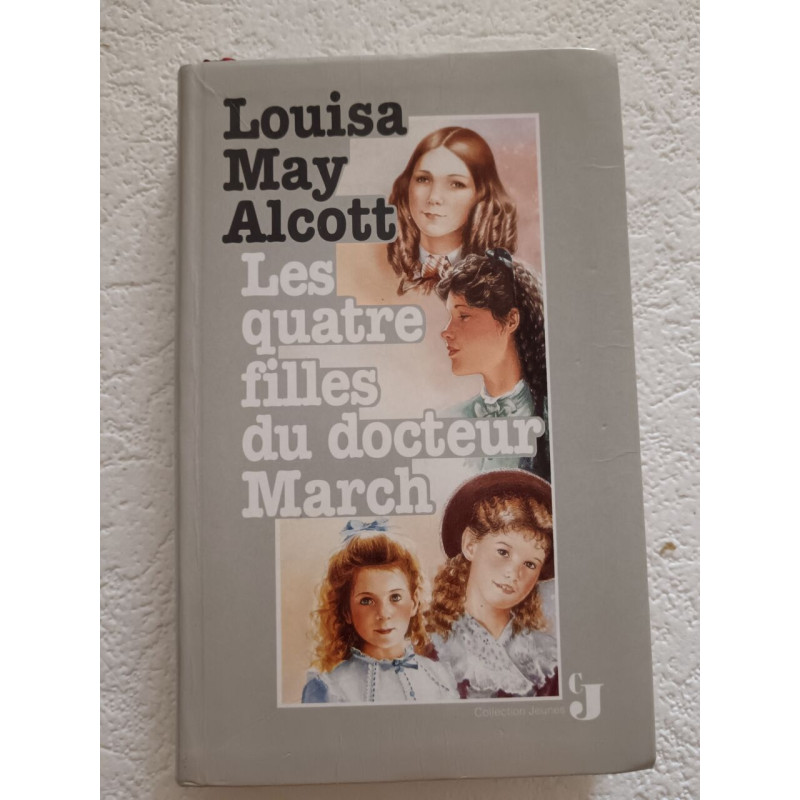 Louisa
May
Alcott
Les
quatre
filles
du docteur
March
Collection Jeunes
CJ